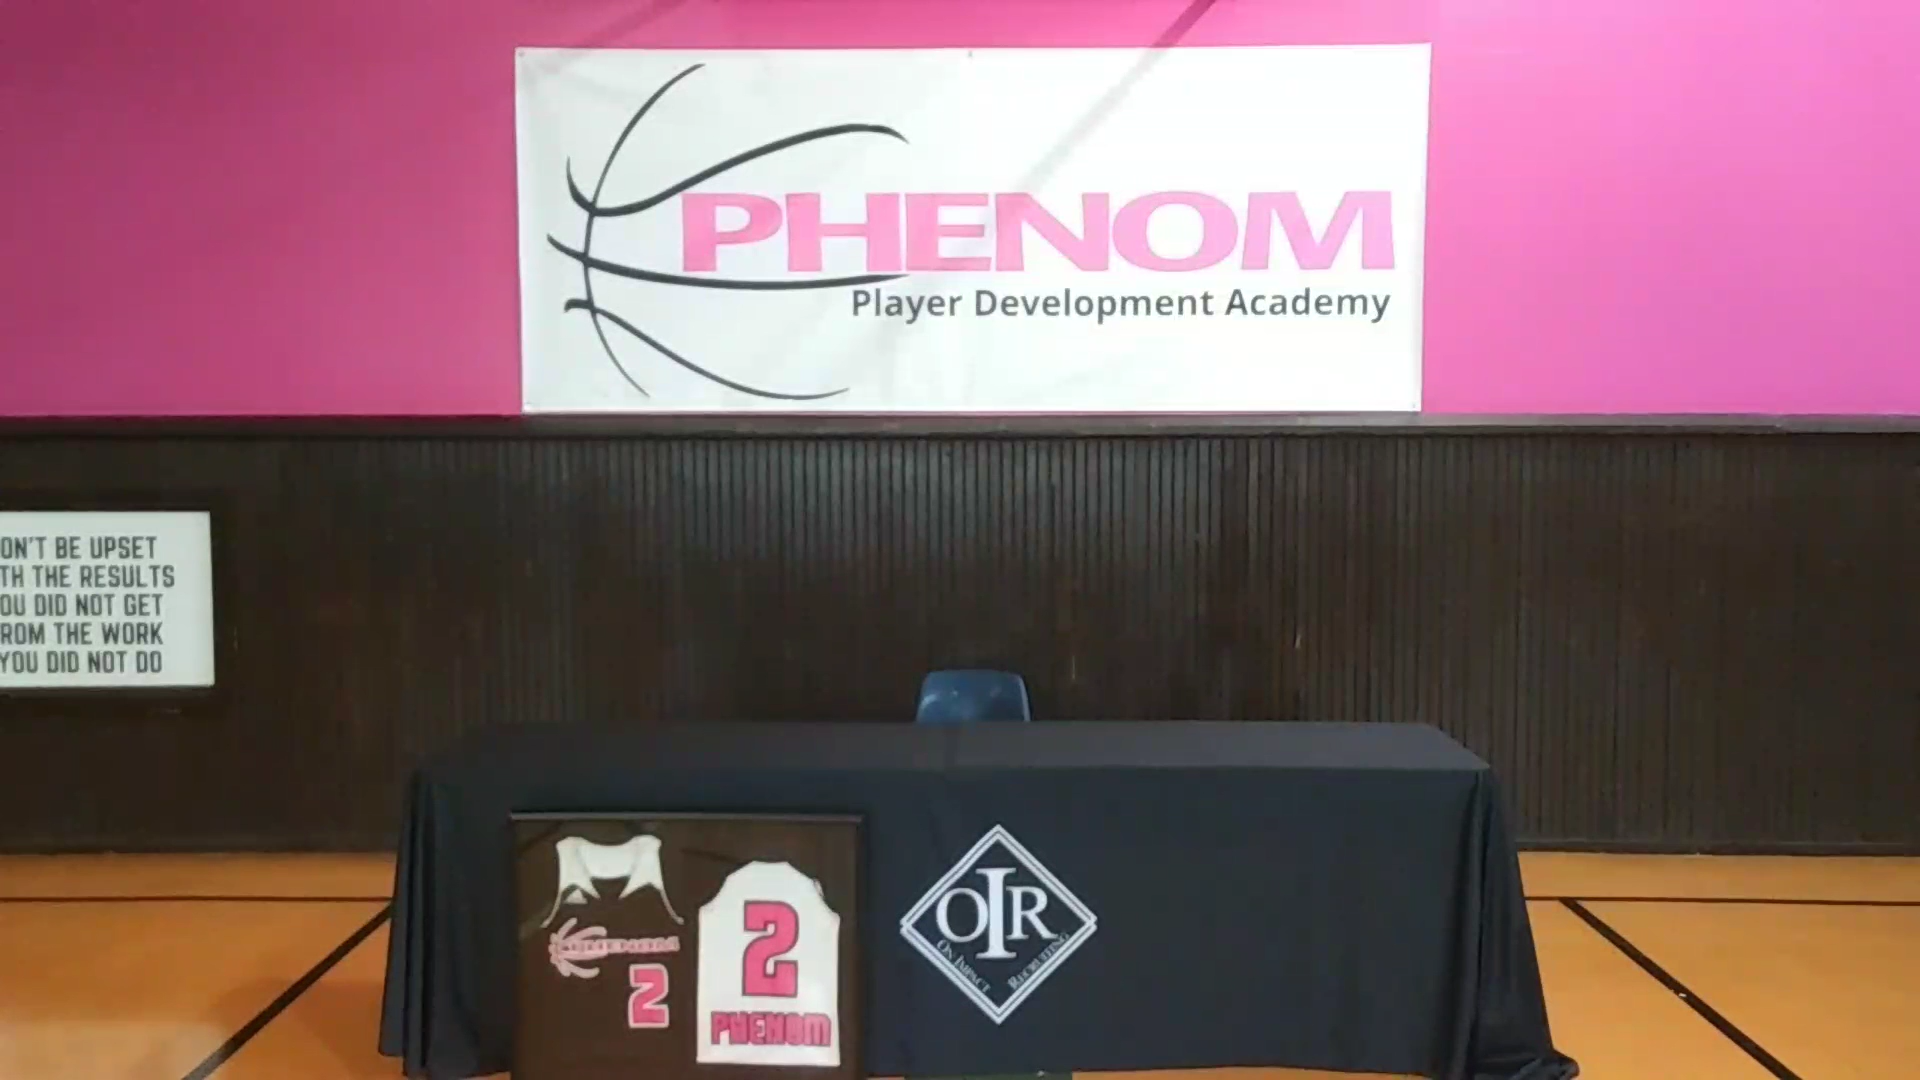 PHENOM
Player Development Academy
ON'T BE UPSET
TH THE RESULTS
OU DID NOT GET
ROM THE WORK
YOU DID NOT DO
2
2
PHENOM
OIR
ON IMPACT RECRUITING